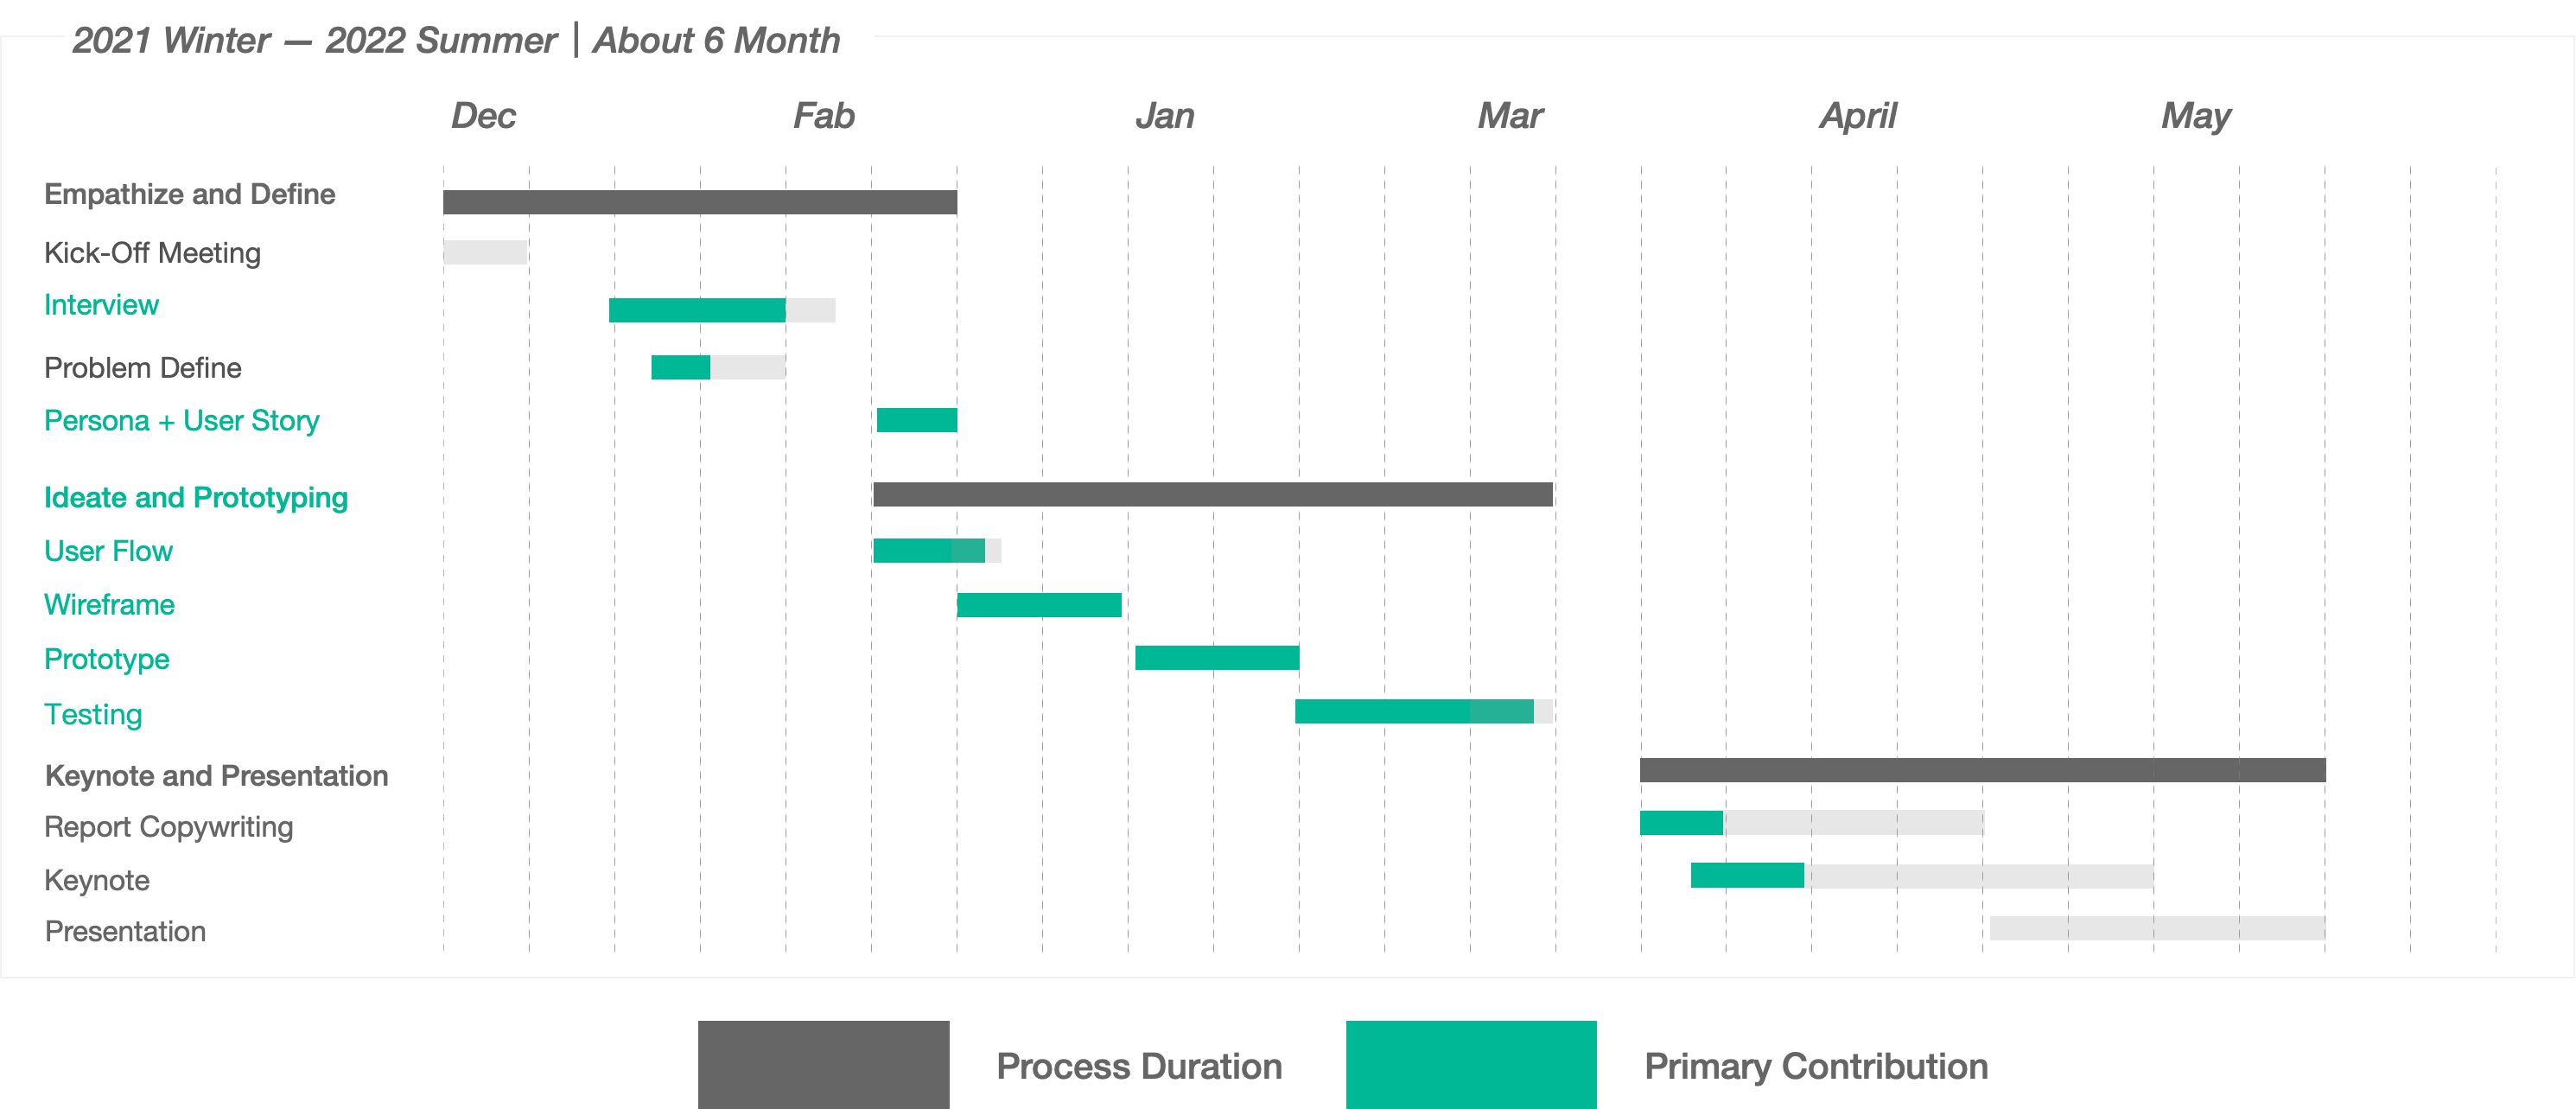 2021 Winter — 2022 Summer | About 6 Month
Dec Fab Jan Mar April May
Empathize and Define
Kick-Off Meeting
Interview
Problem Define
Persona + User Story
Ideate and Prototyping
User Flow
Wireframe
Prototype
Testing
Keynote and Presentation
Report Copywriting
Keynote
Presentation
Process Duration Primary Contribution